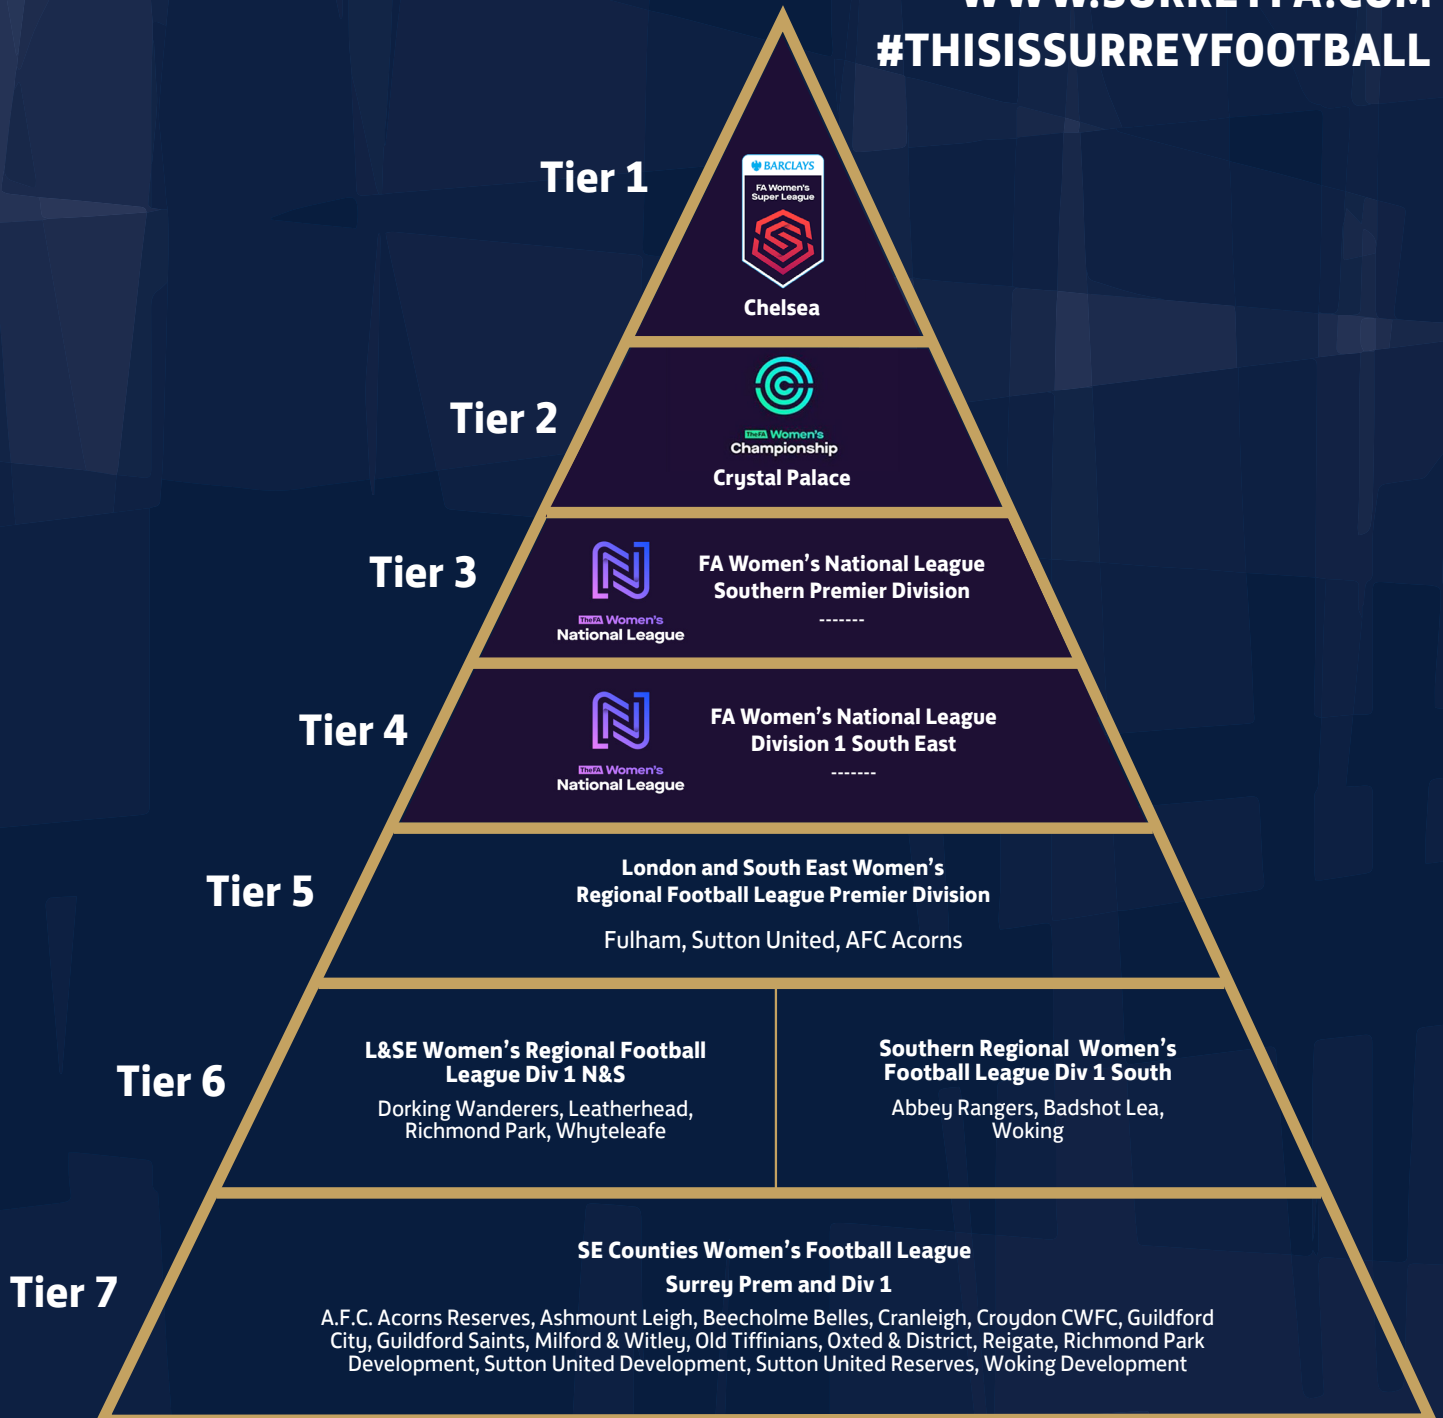 WWW.SURREYFA.COM
#THISISSURREYFOOTBALL
Tier 1
BARCLAYS
FA Women's
Super League
Chelsea
Tier 2
TheFA Women's
Championship
Crystal Palace
Tier 3
TheFA Women's
National League
FA Women's National League
Southern Premier Division
-------
Tier 4
TheFA Women's
National League
FA Women's National League
Division 1 South East
-------
Tier 5
London and South East Women's
Regional Football League Premier Division
Fulham, Sutton United, AFC Acorns
Tier 6
L&SE Women's Regional Football
League Div 1 N&S
Dorking Wanderers, Leatherhead,
Richmond Park, Whyteleafe
Southern Regional Women's
Football League Div 1 South
Abbey Rangers, Badshot Lea,
Woking
Tier 7
SE Counties Women's Football League
Surrey Prem and Div 1
A.F.C. Acorns Reserves, Ashmount Leigh, Beecholme Belles, Cranleigh, Croydon CWFC, Guildford
City, Guildford Saints, Milford & Witley, Old Tiffinians, Oxted & District, Reigate, Richmond Park
Development, Sutton United Development, Sutton United Reserves, Woking Development